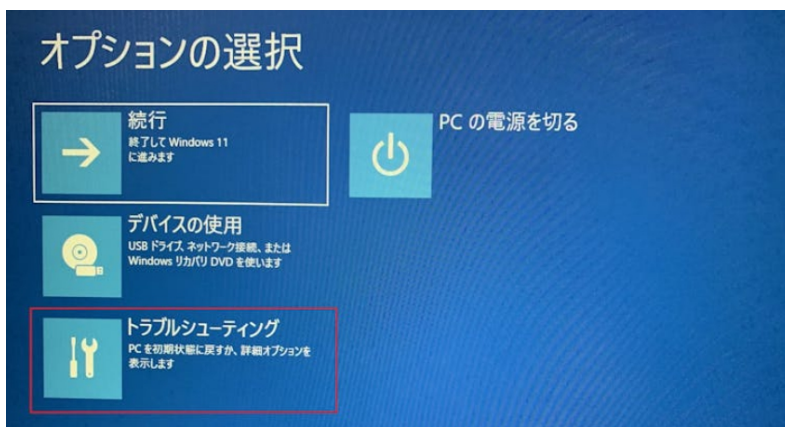 オプションの選択
続行
終了して Windows 11
に進みます
PC の電源を切る
デバイスの使用
USB ドライブ、ネットワーク接続、または
Windows リカバリ DVD を使います
トラブルシューティング
PC を初期状態に戻すか、詳細オプションを
表示します